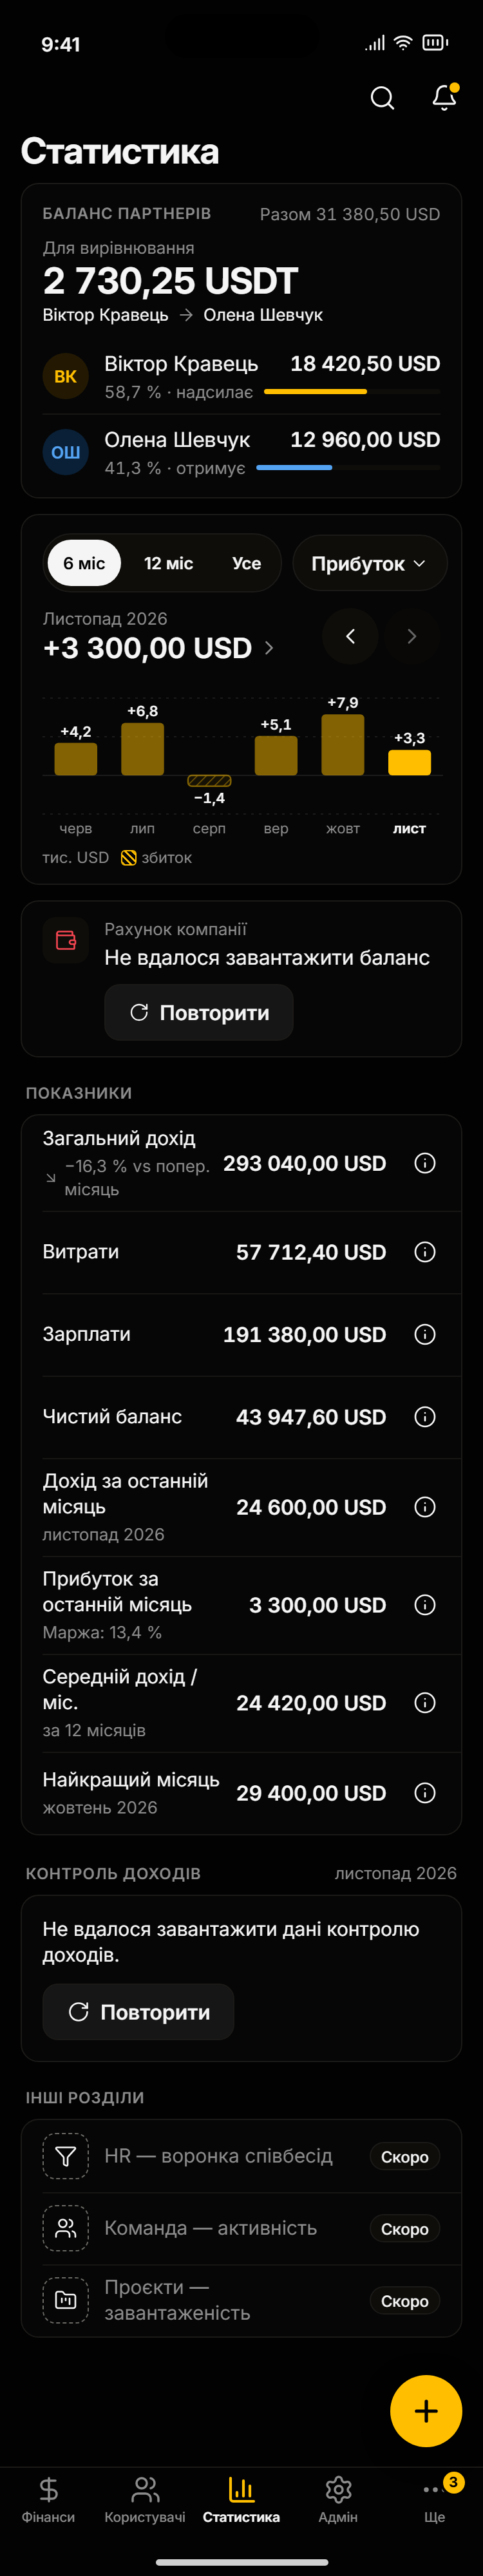 9:41
Статистика
БАЛАНС ПАРТНЕРІВ Разом 31 380,50 USD
Для вирівнювання
2 730,25 USDT
Віктор Кравець → Олена Шевчук
ВК Віктор Кравець 18 420,50 USD
58,7 % · надсилає
ОШ Олена Шевчук 12 960,00 USD
41,3 % · отримує
6 міс 12 міс Усе Прибуток
Листопад 2026
+3 300,00 USD
+4,2 +6,8 −1,4 +5,1 +7,9 +3,3
черв лип серп вер жовт лист
тис. USD збиток
Рахунок компанії
Не вдалося завантажити баланс
Повторити
ПОКАЗНИКИ
Загальний дохід 293 040,00 USD
−16,3 % vs попер.
місяць
Витрати 57 712,40 USD
Зарплати 191 380,00 USD
Чистий баланс 43 947,60 USD
Дохід за останній
місяць 24 600,00 USD
листопад 2026
Прибуток за
останній місяць 3 300,00 USD
Маржа: 13,4 %
Середній дохід /
міс. 24 420,00 USD
за 12 місяців
Найкращий місяць 29 400,00 USD
жовтень 2026
КОНТРОЛЬ ДОХОДІВ листопад 2026
Не вдалося завантажити дані контролю
доходів.
Повторити
ІНШІ РОЗДІЛИ
HR — воронка співбесід Скоро
Команда — активність Скоро
Проєкти —
завантаженість Скоро
3
Фінанси Користувачі Статистика Адмін Ще